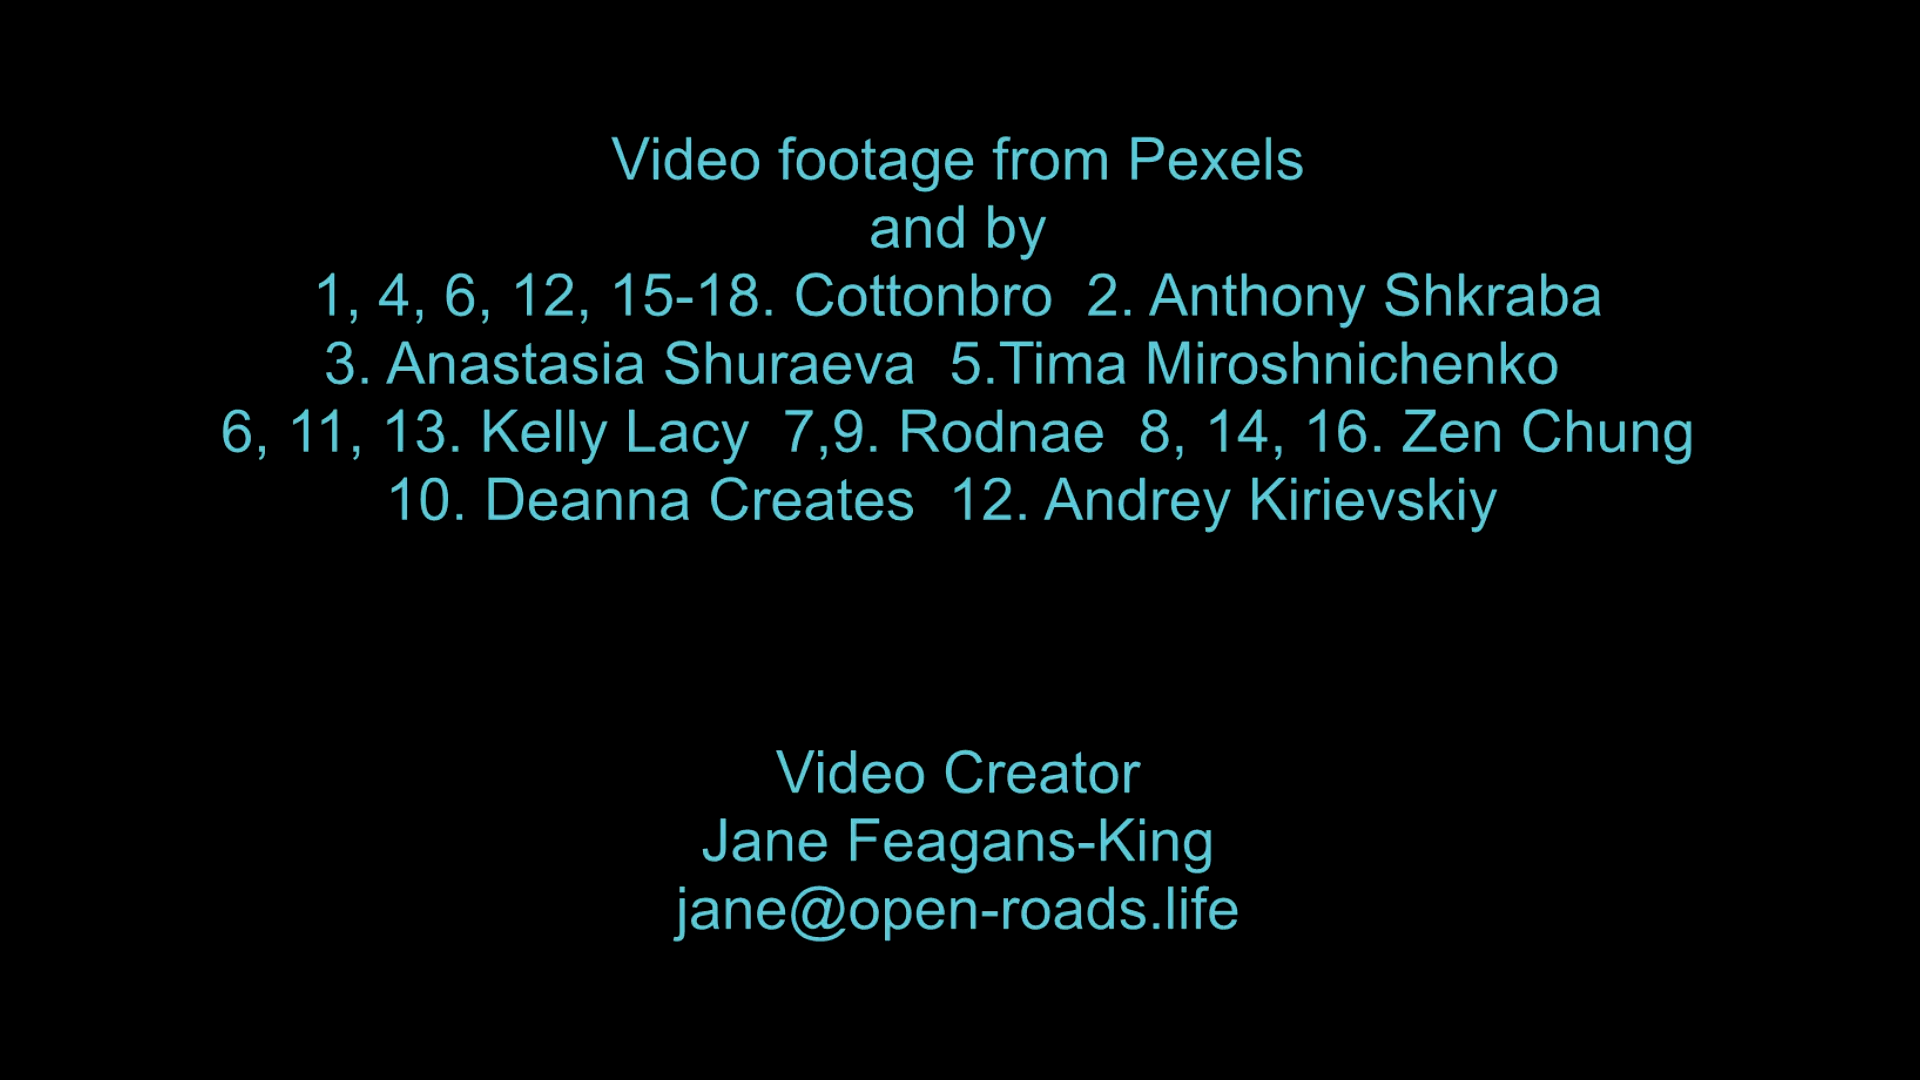 Video footage from Pexels
and by
1, 4, 6, 12, 15-18. Cottonbro  2. Anthony Shkraba
3. Anastasia Shuraeva  5.Tima Miroshnichenko
6, 11, 13. Kelly Lacy  7,9. Rodnae  8, 14, 16. Zen Chung
10. Deanna Creates  12. Andrey Kirievskiy
Video Creator
Jane Feagans-King
jane@open-roads.life